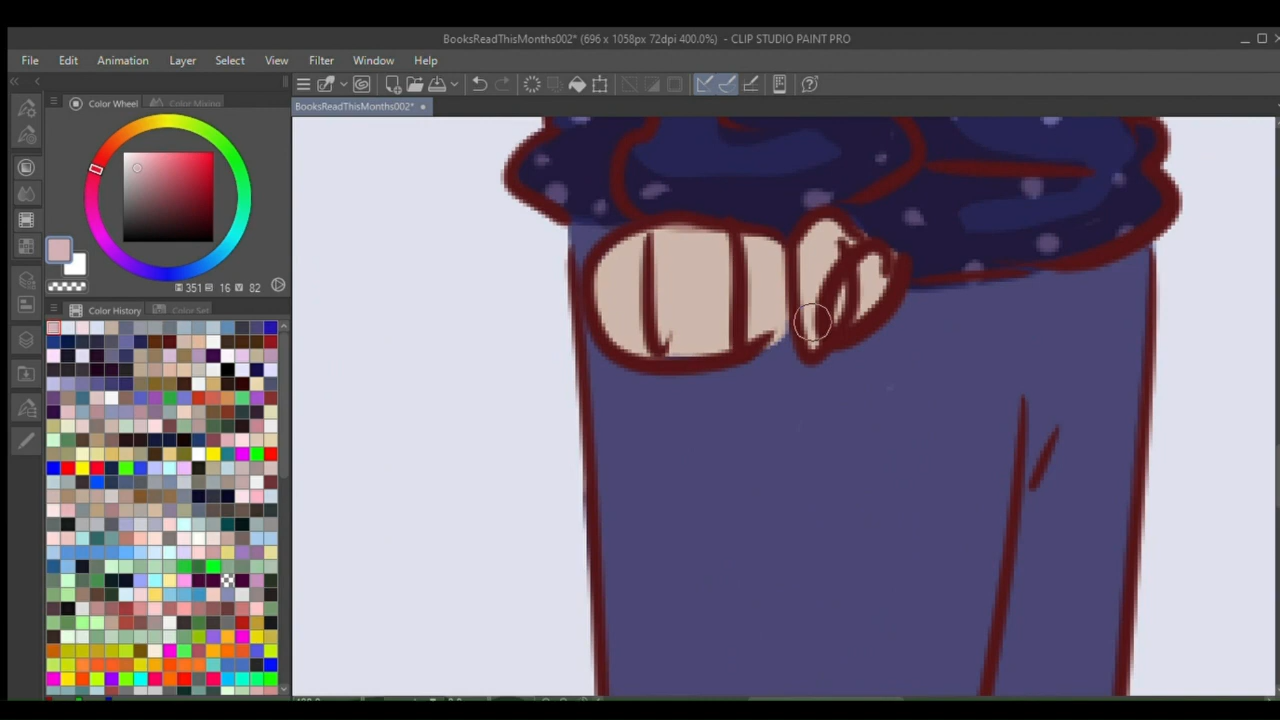 BooksReadThisMonths002* (696 x 1058px 72dpi 400.0%) - CLIP STUDIO PAINT PRO
File Edit Animation Layer Select View Filter Window Help
Color Wheel Color Mixing
BooksReadThisMonths002*
H 351 S 16 V 82
Color History Color Set